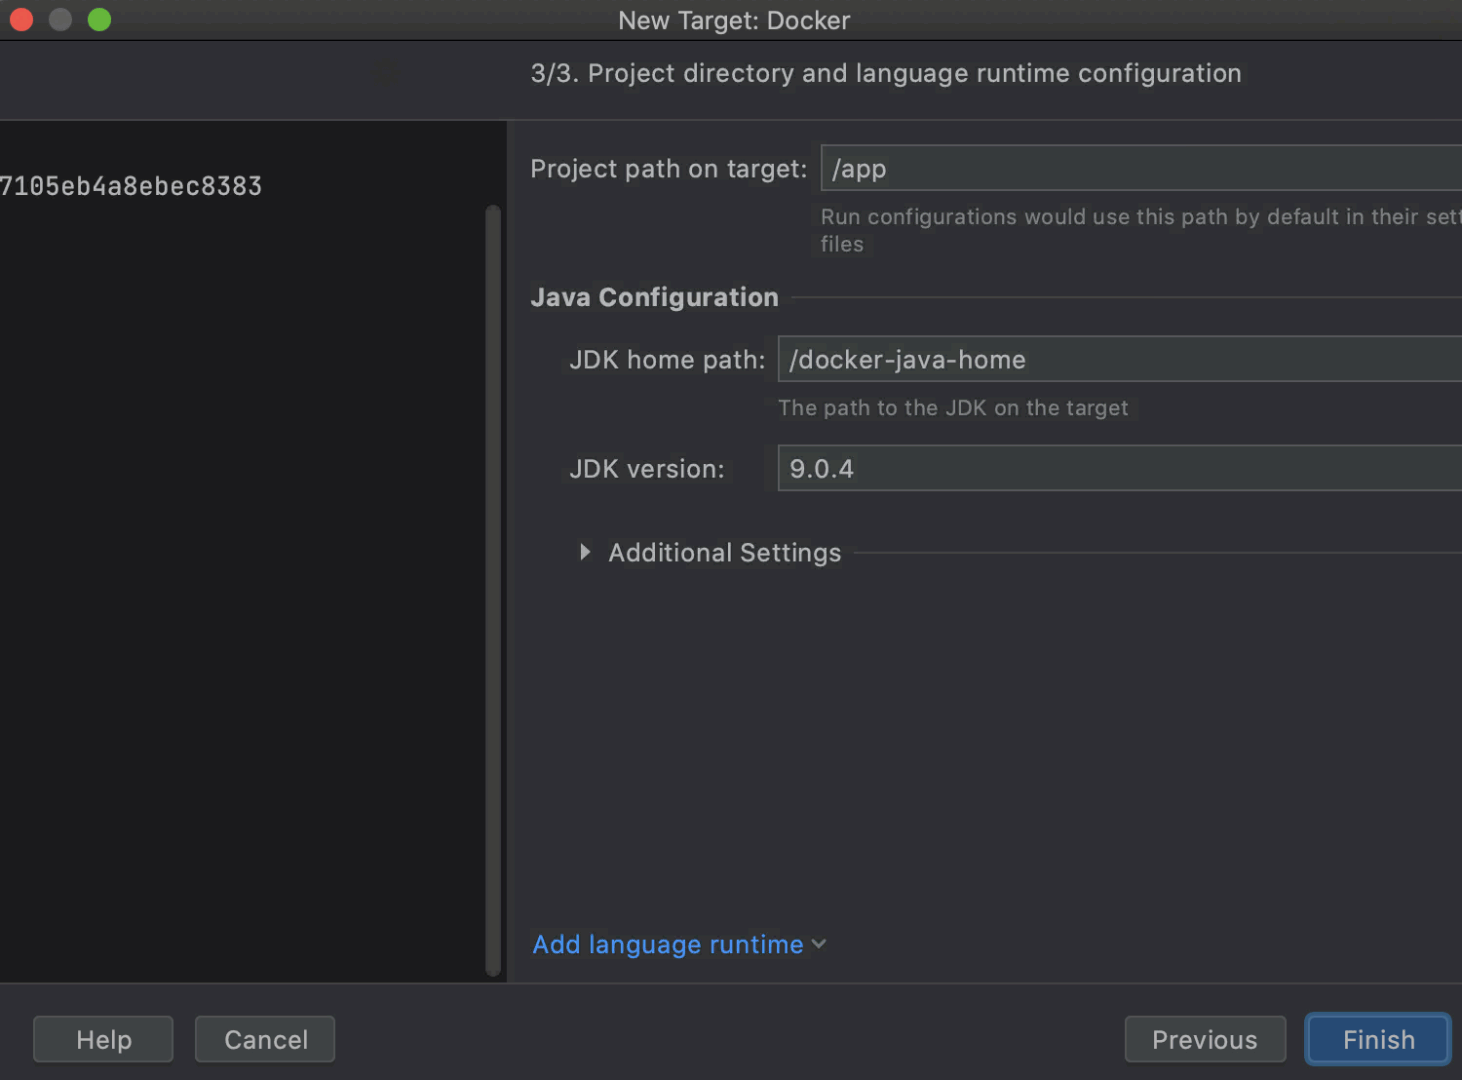 New Target: Docker
3/3. Project directory and language runtime configuration
7105eb4a8ebec8383
Project path on target: /app
Run configurations would use this path by default in their sett
files
Java Configuration
JDK home path: /docker-java-home
The path to the JDK on the target
JDK version: 9.0.4
Additional Settings
Add language runtime
Help Cancel Previous Finish